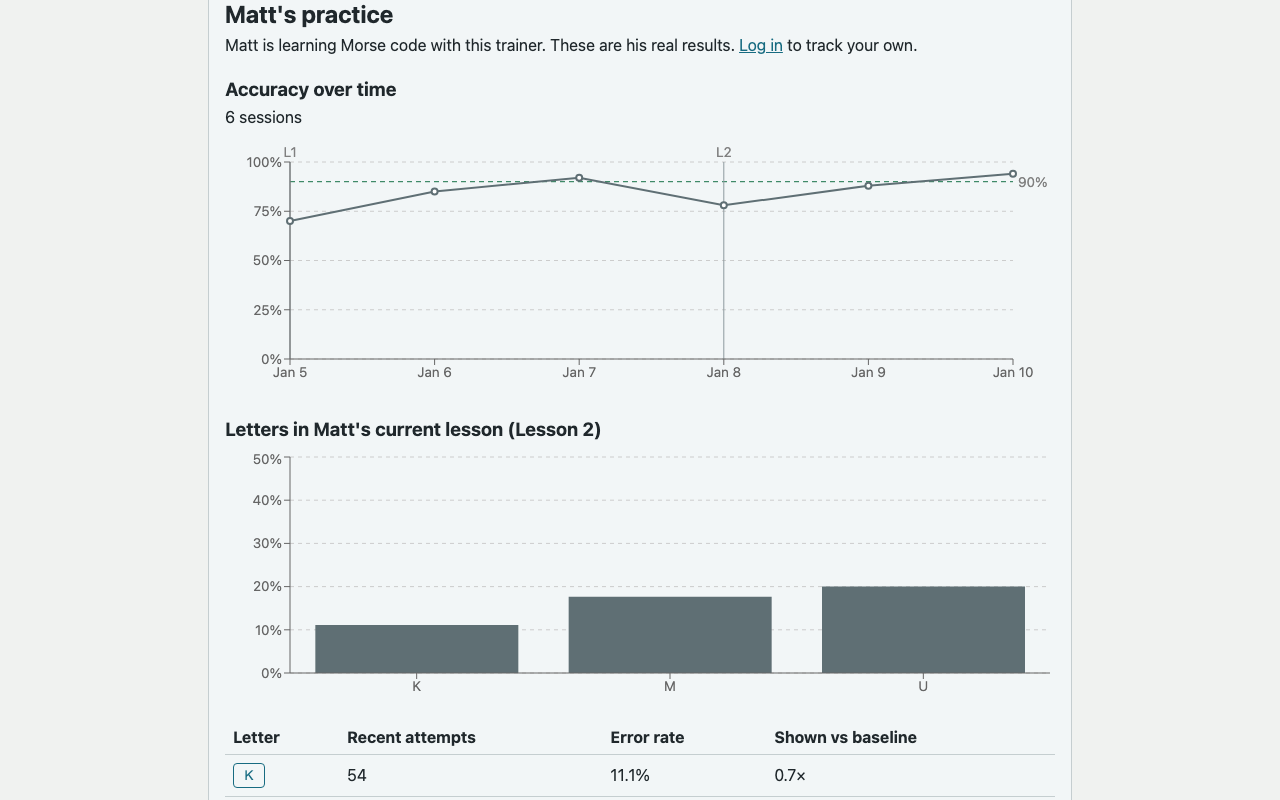 Matt's practice
Matt is learning Morse code with this trainer. These are his real results. Log in to track your own.
Accuracy over time
6 sessions
L1 L2
100%
90%
75%
50%
25%
0%
Jan 5 Jan 6 Jan 7 Jan 8 Jan 9 Jan 10
Letters in Matt's current lesson (Lesson 2)
50%
40%
30%
20%
10%
0%
K M U
Letter Recent attempts Error rate Shown vs baseline
K 54 11.1% 0.7×